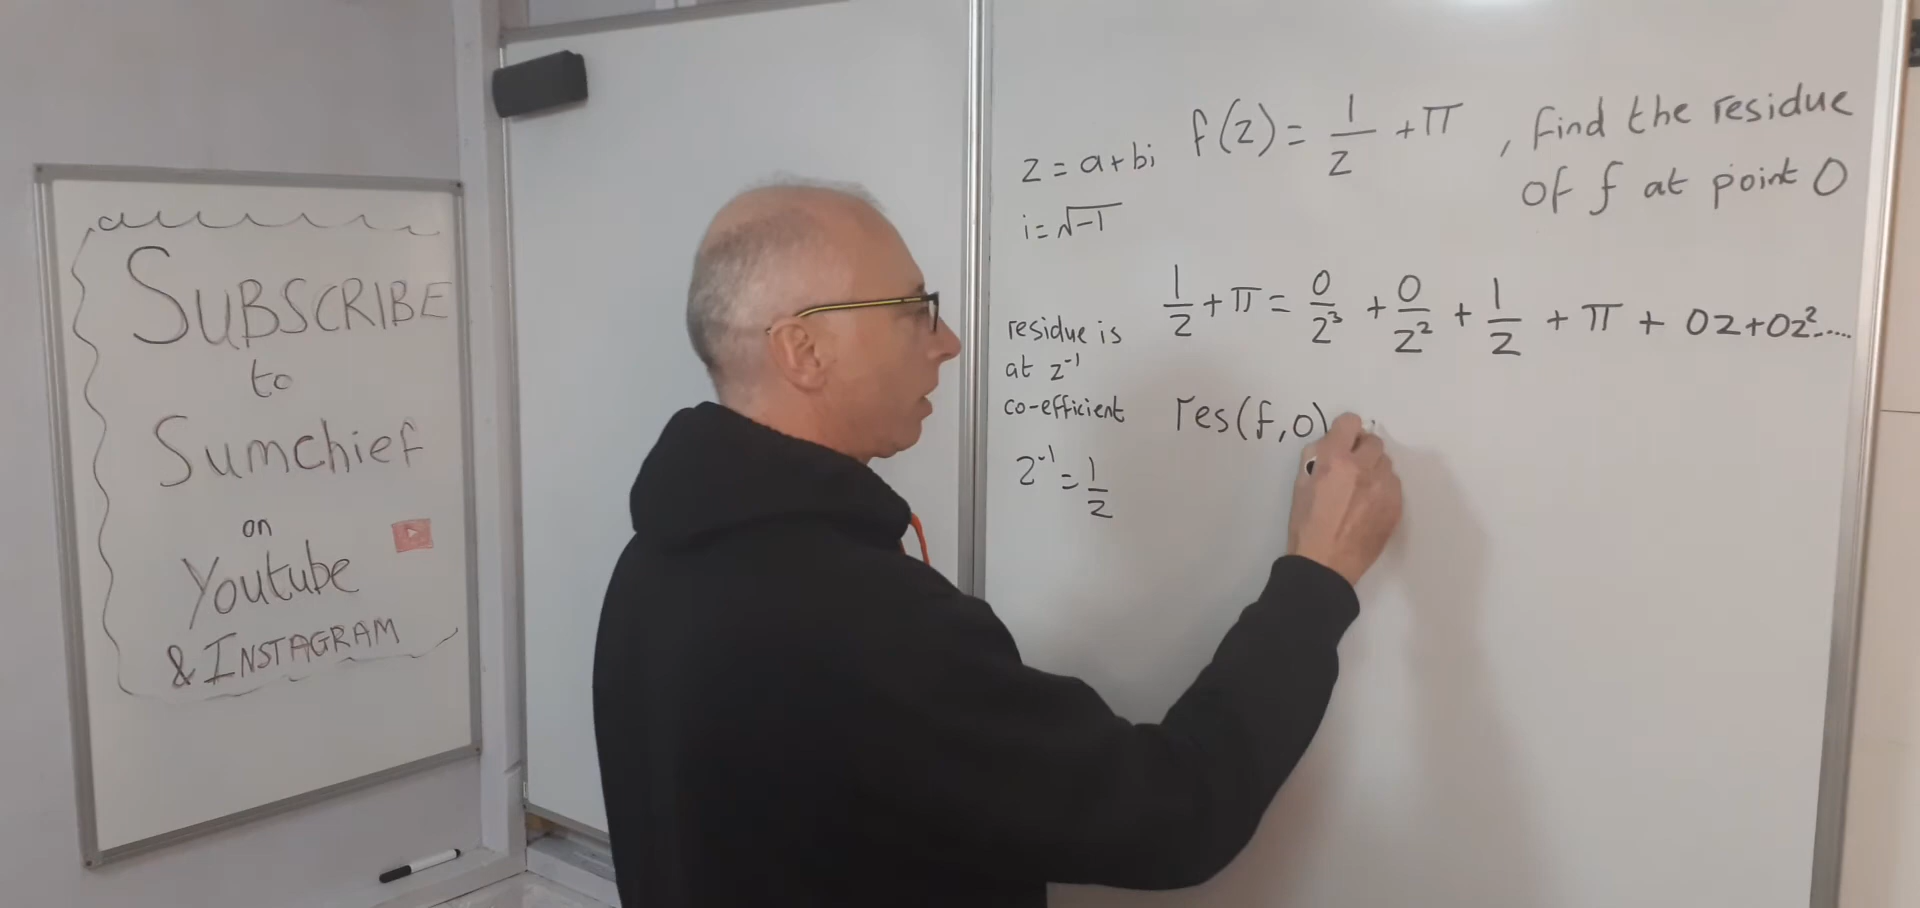 SUBSCRIBE
to
Sumchief
on
Youtube
& INSTAGRAM
z = a+bi
i = √-1
f(z) = 1/z + π , find the residue
of f at point 0
residue is
at z⁻¹
co-efficient
z⁻¹ = 1/z
1/z + π = 0/z³ + 0/z² + 1/z + π + 0z + 0z² .....
res(f,0)